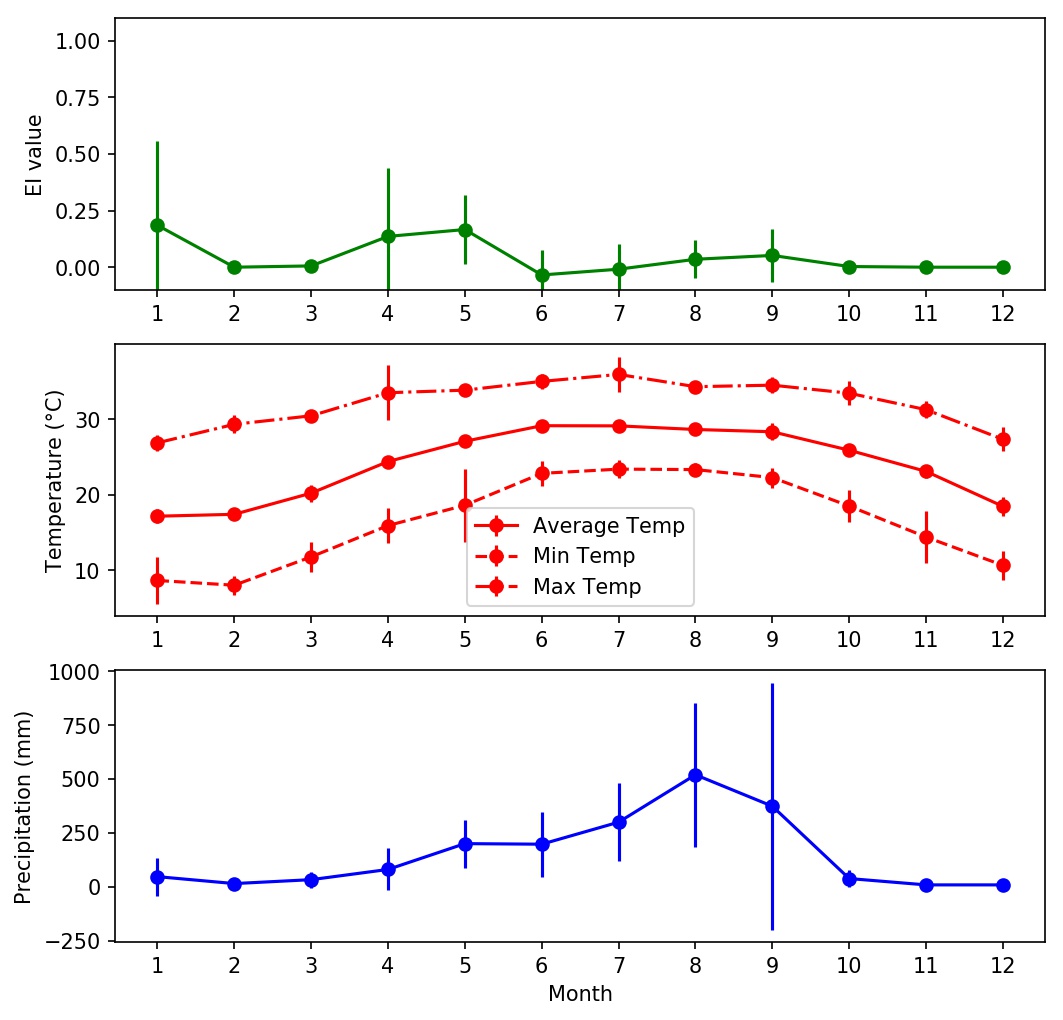 1.00
0.75
0.50
0.25
0.00
EI value
1 2 3 4 5 6 7 8 9 10 11 12
30
20
10
Temperature (°C)
Average Temp
Min Temp
Max Temp
1 2 3 4 5 6 7 8 9 10 11 12
1000
750
500
250
0
−250
Precipitation (mm)
1 2 3 4 5 6 7 8 9 10 11 12
Month